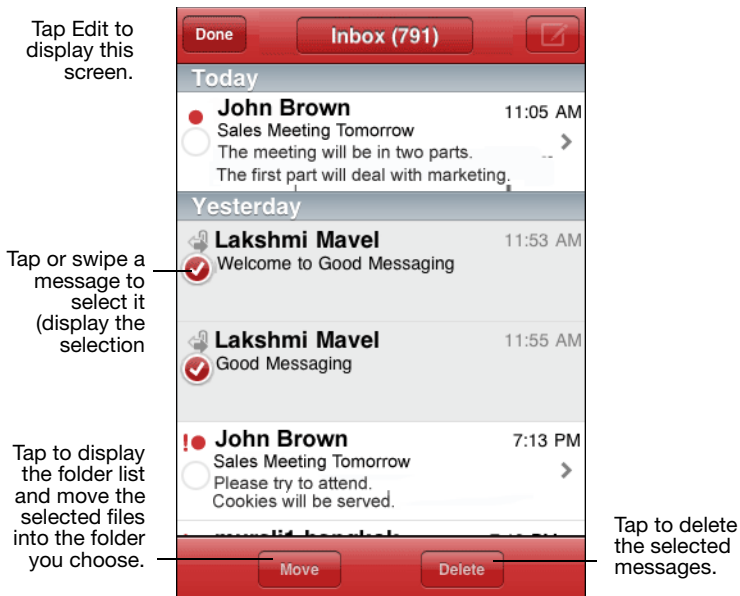 Tap Edit to
display this
screen.
Done
Inbox (791)
Today
John Brown
11:05 AM
Sales Meeting Tomorrow
The meeting will be in two parts.
The first part will deal with marketing.
Yesterday
Lakshmi Mavel
11:53 AM
Welcome to Good Messaging
Tap or swipe a
message to
select it
(display the
selection
Lakshmi Mavel
11:55 AM
Good Messaging
! John Brown
7:13 PM
Sales Meeting Tomorrow
Please try to attend.
Cookies will be served.
Tap to display
the folder list
and move the
selected files
into the folder
you choose.
Move
Delete
Tap to delete
the selected
messages.